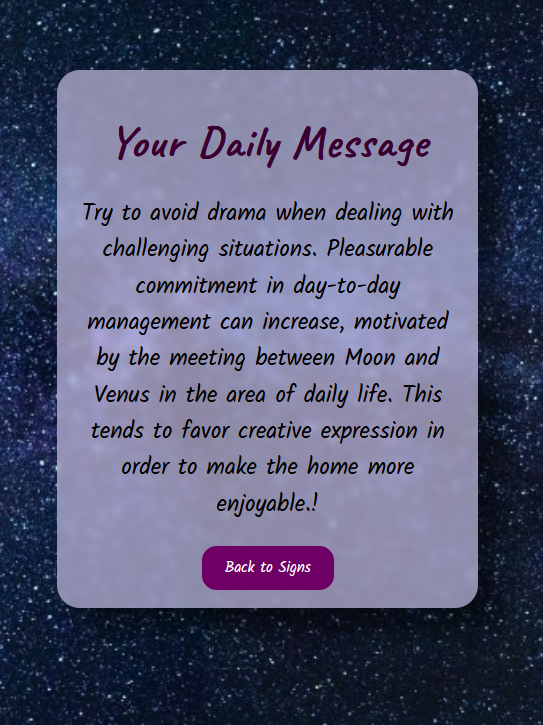 Your Daily Message
Try to avoid drama when dealing with
challenging situations. Pleasurable
commitment in day-to-day
management can increase, motivated
by the meeting between Moon and
Venus in the area of daily life. This
tends to favor creative expression in
order to make the home more
enjoyable.!
Back to Signs